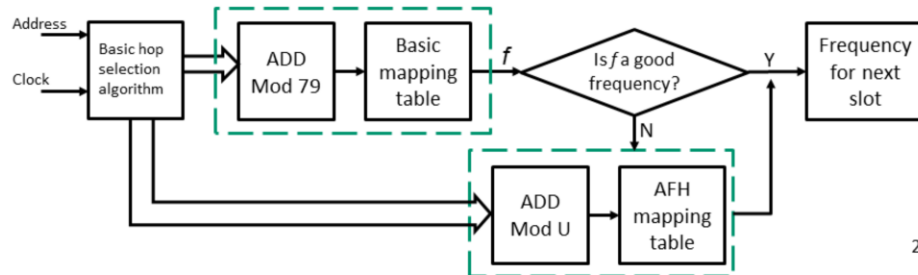 Address
Clock
Basic hop
selection
algorithm
ADD
Mod 79
Basic
mapping
table
f
Is f a good
frequency?
Y
N
Frequency
for next
slot
ADD
Mod U
AFH
mapping
table
2